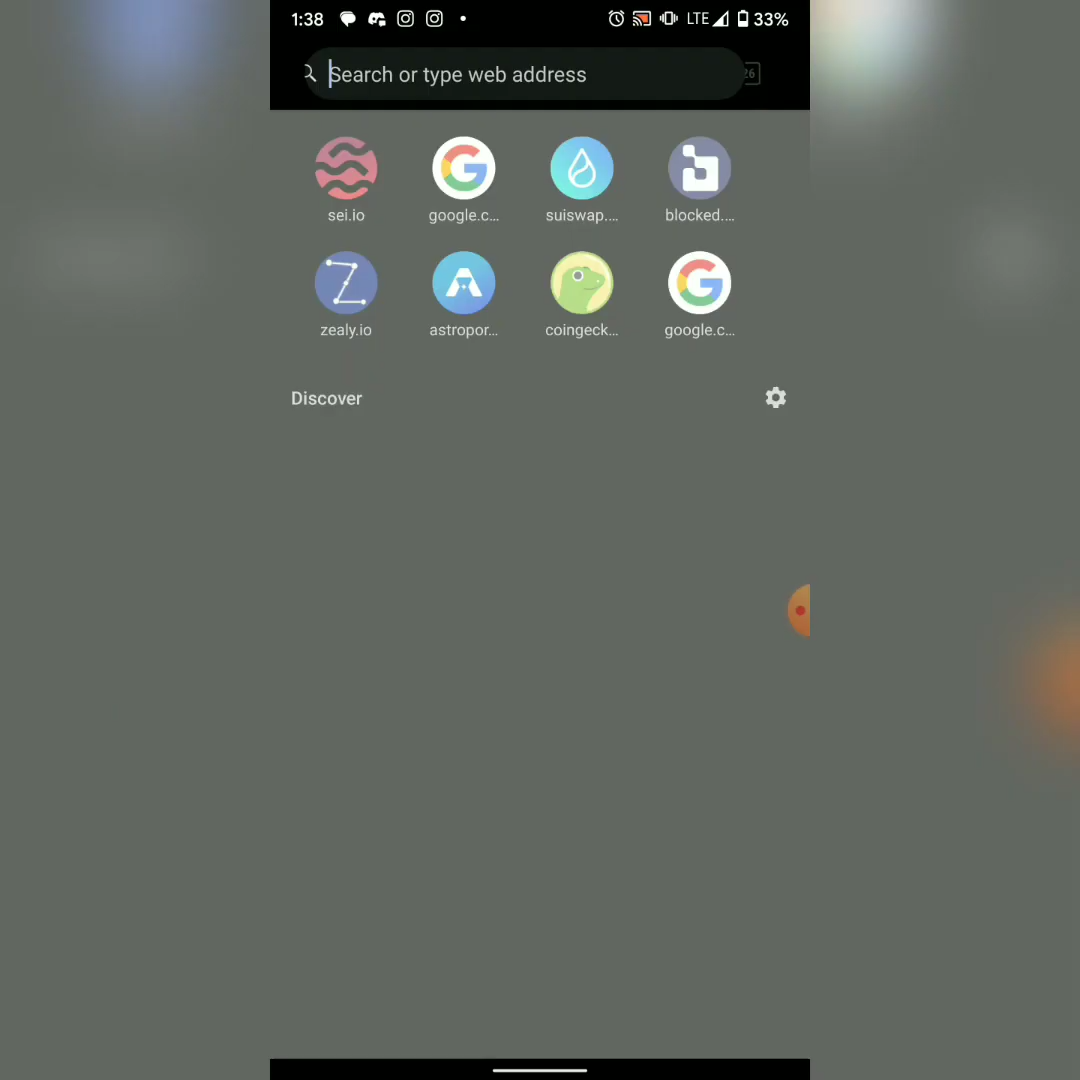 1:38 LTE 33%
Search or type web address 26
sei.io google.c... suiswap.... blocked....
zealy.io astropor... coingeck... google.c...
Discover